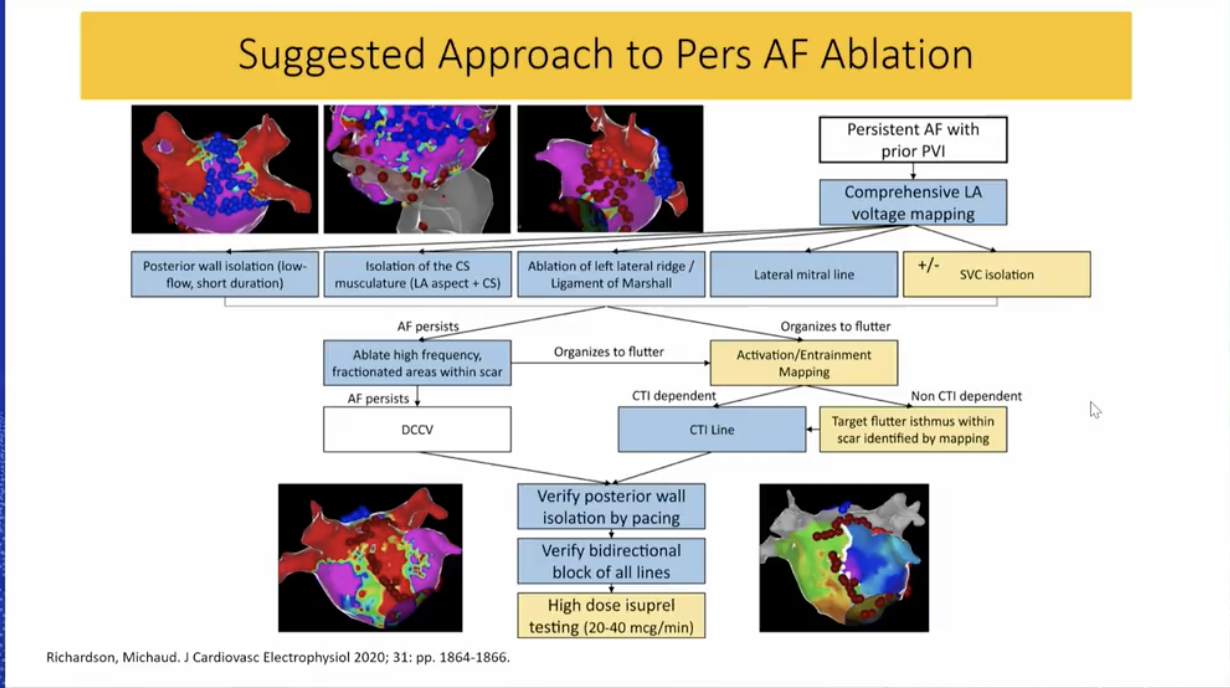 Suggested Approach to Pers AF Ablation
Persistent AF with
prior PVI
Comprehensive LA
voltage mapping
Posterior wall isolation (low-
flow, short duration)
Isolation of the CS
musculature (LA aspect + CS)
Ablation of left lateral ridge /
Ligament of Marshall
Lateral mitral line
+/-
SVC isolation
AF persists
Organizes to flutter
Ablate high frequency,
fractionated areas within scar
Organizes to flutter
Activation/Entrainment
Mapping
AF persists
CTI dependent
Non CTI dependent
DCCV
CTI Line
Target flutter isthmus within
scar identified by mapping
Verify posterior wall
isolation by pacing
Verify bidirectional
block of all lines
High dose isuprel
testing (20-40 mcg/min)
Richardson, Michaud. J Cardiovasc Electrophysiol 2020; 31: pp. 1864-1866.